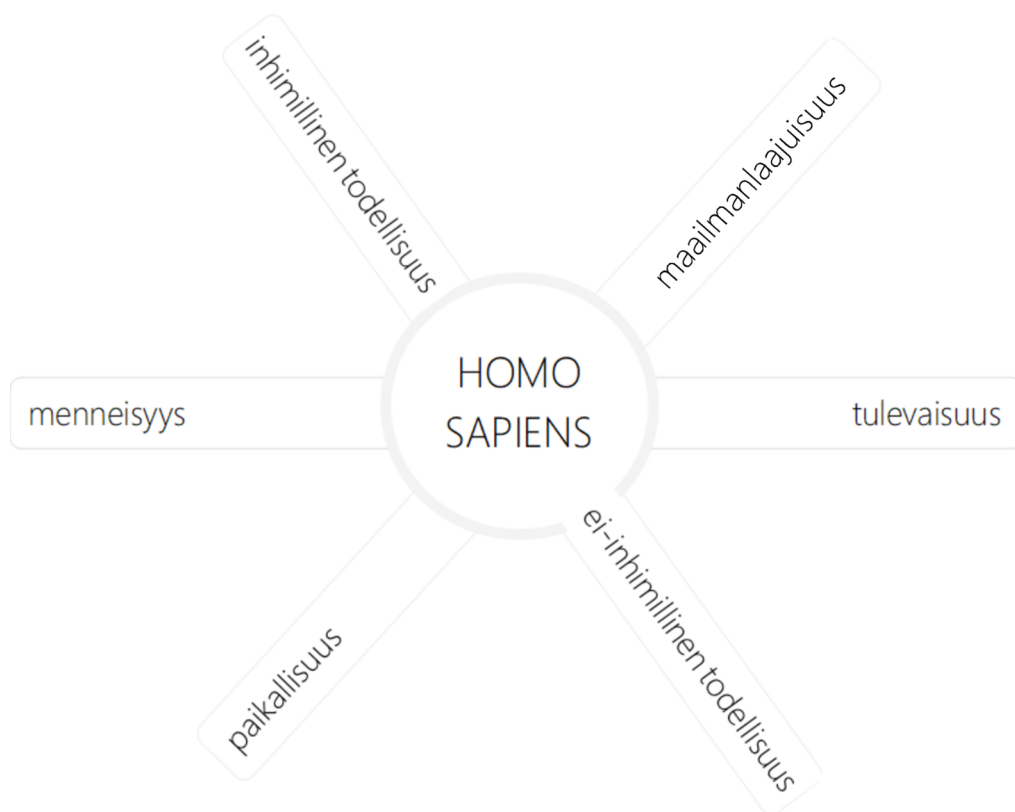 inhimillinen todellisuus
maailmanlaajuisuus
HOMO
SAPIENS
menneisyys
tulevaisuus
ei-inhimillinen todellisuus
paikallisuus